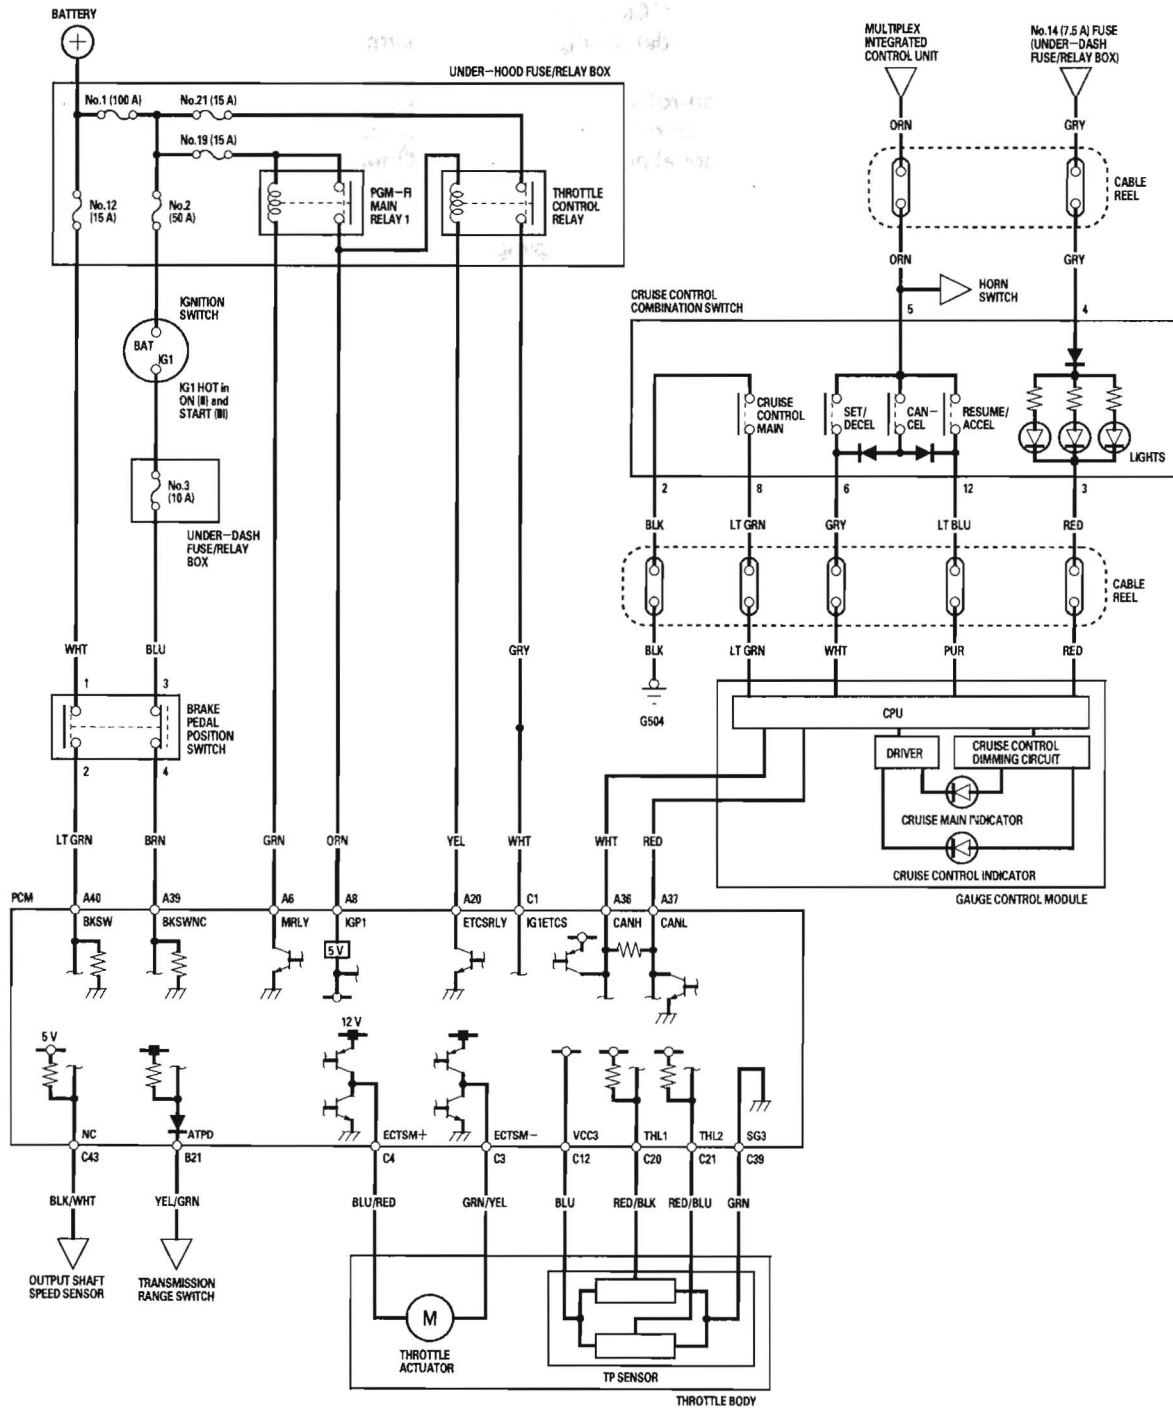 BATTERY
UNDER-HOOD FUSE/RELAY BOX
No.1 (100 A)
No.21 (15 A)
No.19 (15 A)
No.12
(15 A)
No.2
(50 A)
PGM-FI
MAIN
RELAY 1
THROTTLE
CONTROL
RELAY
MULTIPLEX
INTEGRATED
CONTROL UNIT
No.14 (7.5 A) FUSE
(UNDER-DASH
FUSE/RELAY BOX)
ORN
GRY
CABLE
REEL
ORN
GRY
HORN
SWITCH
IGNITION
SWITCH
BAT
IG1
IG1 HOT in
ON (II) and
START (III)
No.3
(10 A)
UNDER-DASH
FUSE/RELAY
BOX
CRUISE CONTROL
COMBINATION SWITCH
5
4
CRUISE
CONTROL
MAIN
SET/
DECEL
CAN-
CEL
RESUME/
ACCEL
LIGHTS
2
8
6
12
3
BLK
LT GRN
GRY
LT BLU
RED
CABLE
REEL
BLK
LT GRN
WHT
PUR
RED
G504
WHT
BLU
GRY
1
3
BRAKE
PEDAL
POSITION
SWITCH
2
4
CPU
DRIVER
CRUISE CONTROL
DIMMING CIRCUIT
CRUISE MAIN INDICATOR
CRUISE CONTROL INDICATOR
GAUGE CONTROL MODULE
LT GRN
BRN
GRN
ORN
YEL
WHT
WHT
RED
PCM
A40
A39
A6
A8
A20
C1
A36
A37
BKSW
BKSWNC
MRLY
IGP1
ETCSRLY
IG1ETCS
CANH
CANL
5 V
5 V
12 V
NC
ATPD
ECTSM+
ECTSM-
VCC3
THL1
THL2
SG3
C43
B21
C4
C3
C12
C20
C21
C39
BLK/WHT
YEL/GRN
BLU/RED
GRN/YEL
BLU
RED/BLK
RED/BLU
GRN
OUTPUT SHAFT
SPEED SENSOR
TRANSMISSION
RANGE SWITCH
M
THROTTLE
ACTUATOR
TP SENSOR
THROTTLE BODY